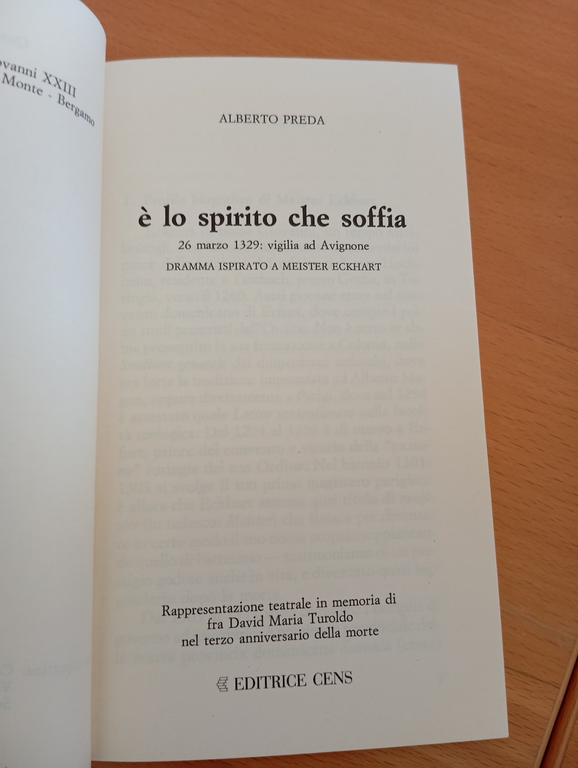 vanni XXIII
Monte - Bergamo
ALBERTO PREDA
è lo spirito che soffia
26 marzo 1329: vigilia ad Avignone
DRAMMA ISPIRATO A MEISTER ECKHART
Rappresentazione teatrale in memoria di
fra David Maria Turoldo
nel terzo anniversario della morte
EDITRICE CENS